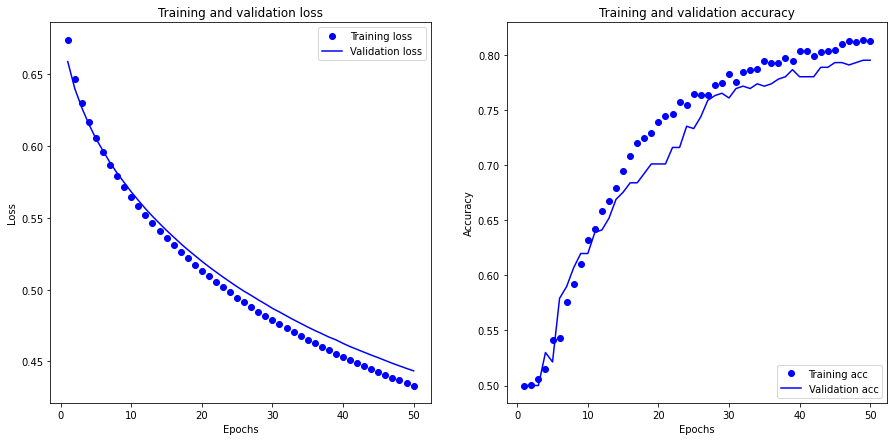 Training and validation loss
Training loss
Validation loss
0.65
0.60
0.55
0.50
0.45
Loss
0
10
20
30
40
50
Epochs
Training and validation accuracy
0.80
0.75
0.70
0.65
0.60
0.55
0.50
Accuracy
Training acc
Validation acc
0
10
20
30
40
50
Epochs